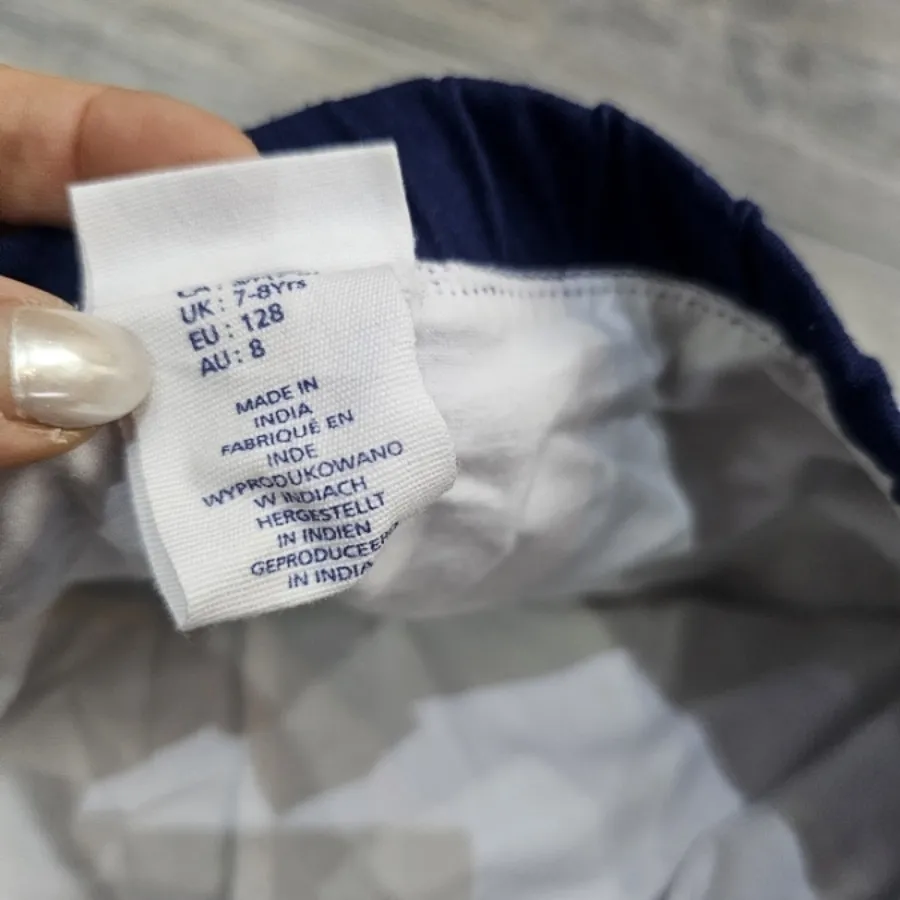 UK : 7-8Yrs
EU : 128
AU : 8
MADE IN
INDIA
FABRIQUÉ EN
INDE
WYPRODUKOWANO
W INDIACH
HERGESTELLT
IN INDIEN
GEPRODUCEE
IN INDIA